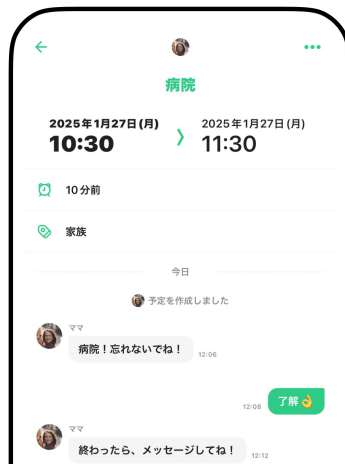 病院
2025年1月27日(月)
10:30
2025年1月27日(月)
11:30
10分前
家族
今日
予定を作成しました
ママ
病院！忘れないでね！
12:06
12:08
了解👌
ママ
終わったら、メッセージしてね！
12:12